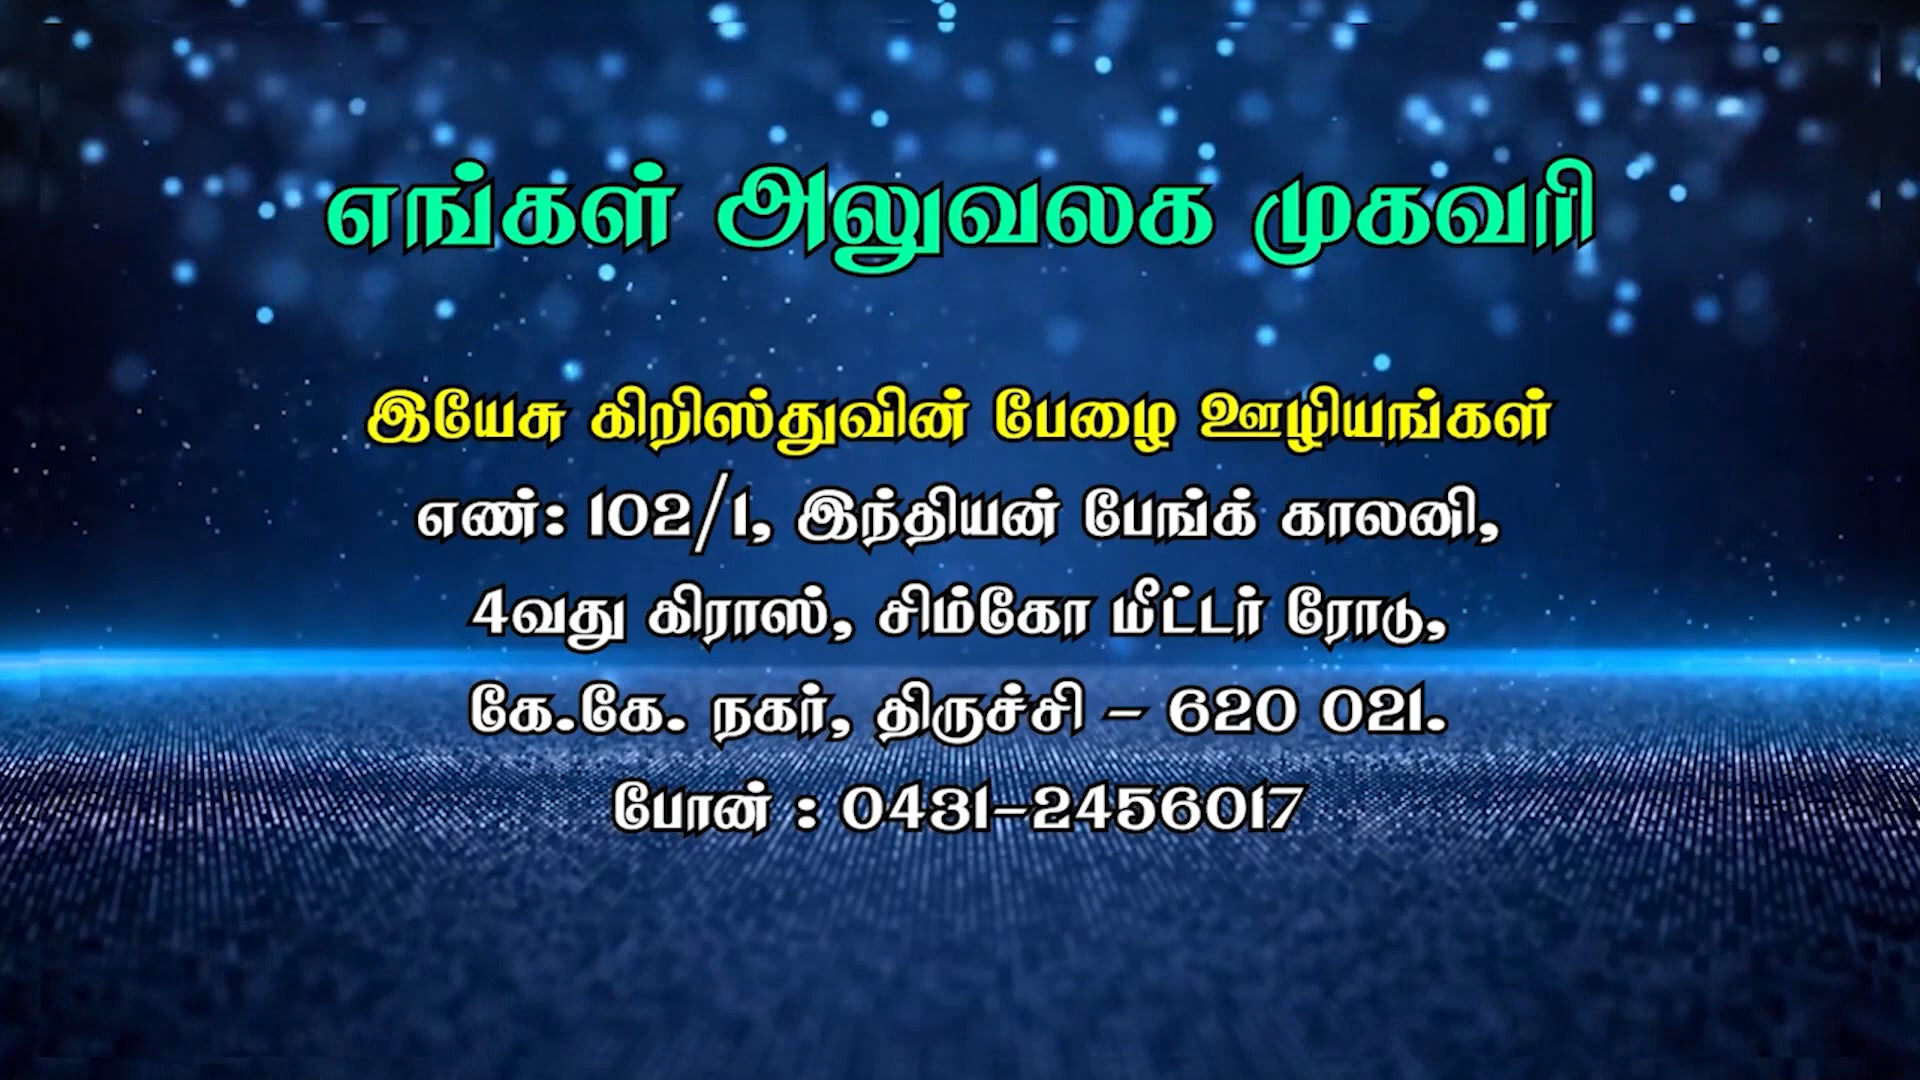 எங்கள் அலுவலக முகவரி
இயேசு கிறிஸ்துவின் பேழை ஊழியங்கள்
எண்: 102/1, இந்தியன் பேங்க் காலனி,
4வது கிராஸ், சிம்கோ மீட்டர் ரோடு,
கே.கே. நகர், திருச்சி - 620 021.
போன் : 0431-2456017